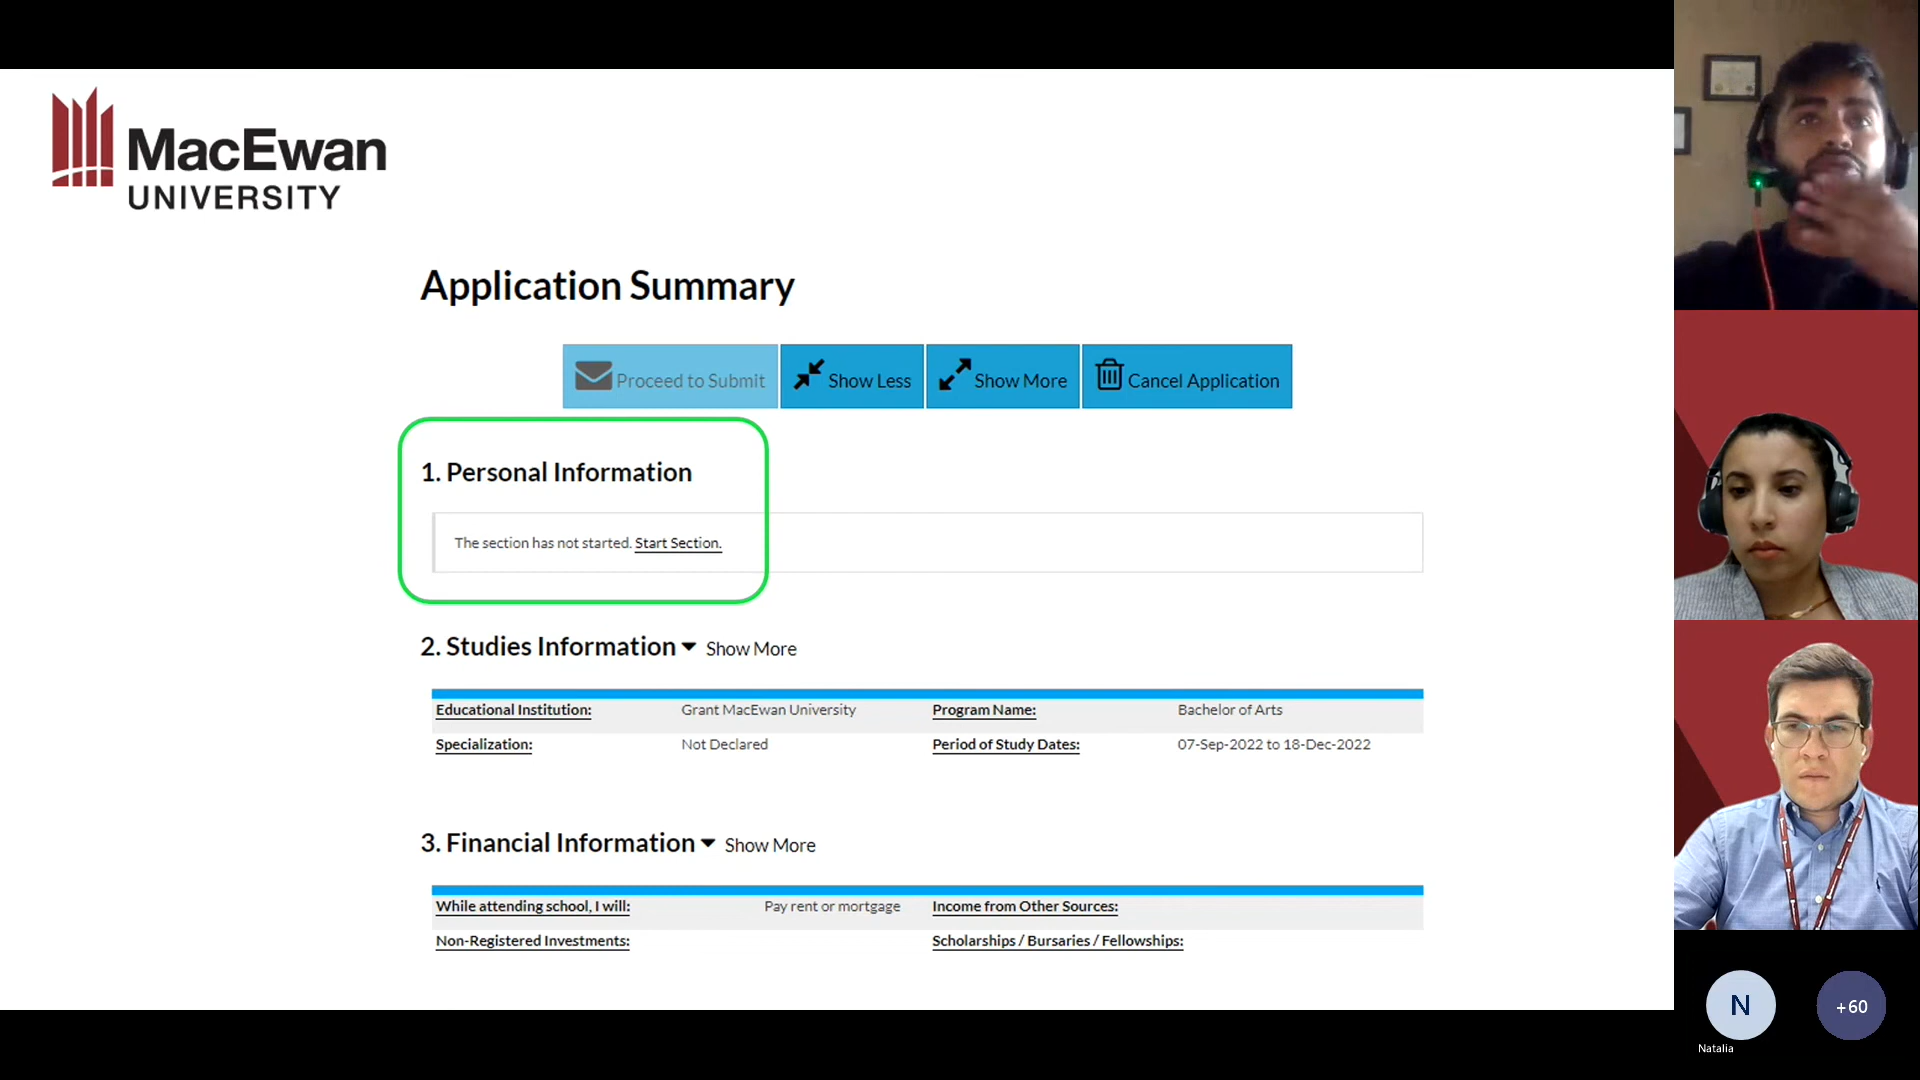 MacEwan
UNIVERSITY
Application Summary
Proceed to Submit
Show Less
Show More
Cancel Application
1. Personal Information
The section has not started. Start Section.
2. Studies Information Show More
Educational Institution: Grant MacEwan University Program Name: Bachelor of Arts
Specialization: Not Declared Period of Study Dates: 07-Sep-2022 to 18-Dec-2022
3. Financial Information Show More
While attending school, I will: Pay rent or mortgage Income from Other Sources:
Non-Registered Investments: Scholarships / Bursaries / Fellowships:
N
+60
Natalia